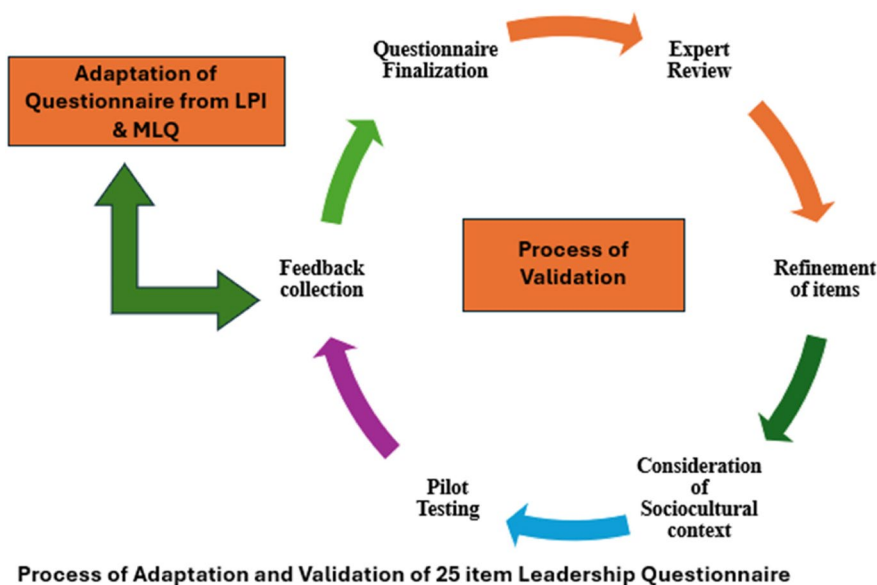 Adaptation of
Questionnaire from LPI
& MLQ
Questionnaire
Finalization
Expert
Review
Process of
Validation
Refinement
of items
Consideration
of
Sociocultural
context
Pilot
Testing
Feedback
collection
Process of Adaptation and Validation of 25 item Leadership Questionnaire